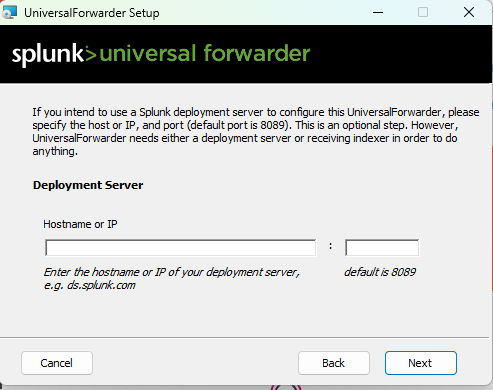 UniversalForwarder Setup
splunk> universal forwarder
If you intend to use a Splunk deployment server to configure this UniversalForwarder, please
specify the host or IP, and port (default port is 8089). This is an optional step. However,
UniversalForwarder needs either a deployment server or receiving indexer in order to do
anything.
Deployment Server
Hostname or IP
:
Enter the hostname or IP of your deployment server,
e.g. ds.splunk.com
default is 8089
Cancel
Back
Next